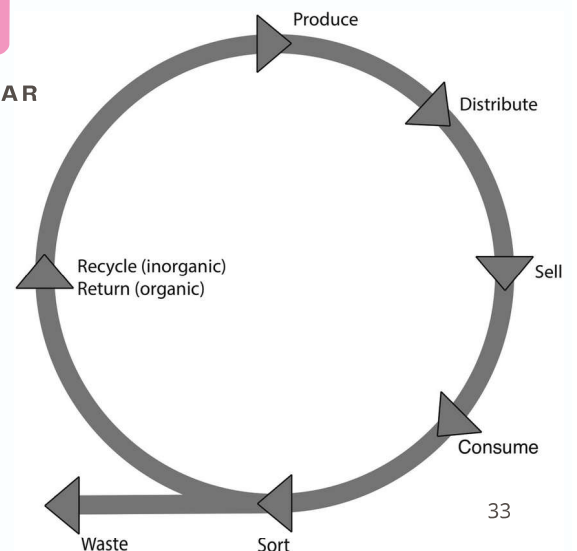 Produce
AR
Distribute
Recycle (inorganic)
Return (organic)
Sell
Consume
33
Waste
Sort